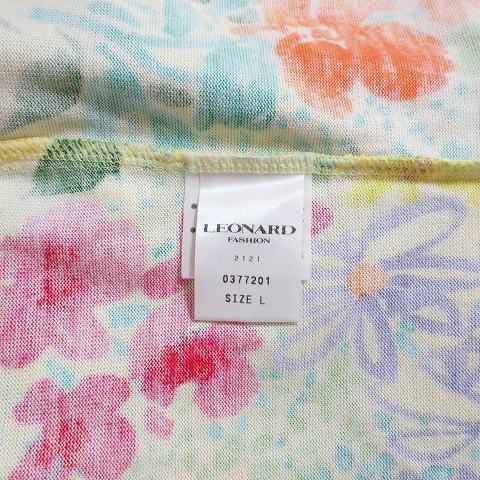 LEONARD
FASHION
2121
0377201
SIZE L